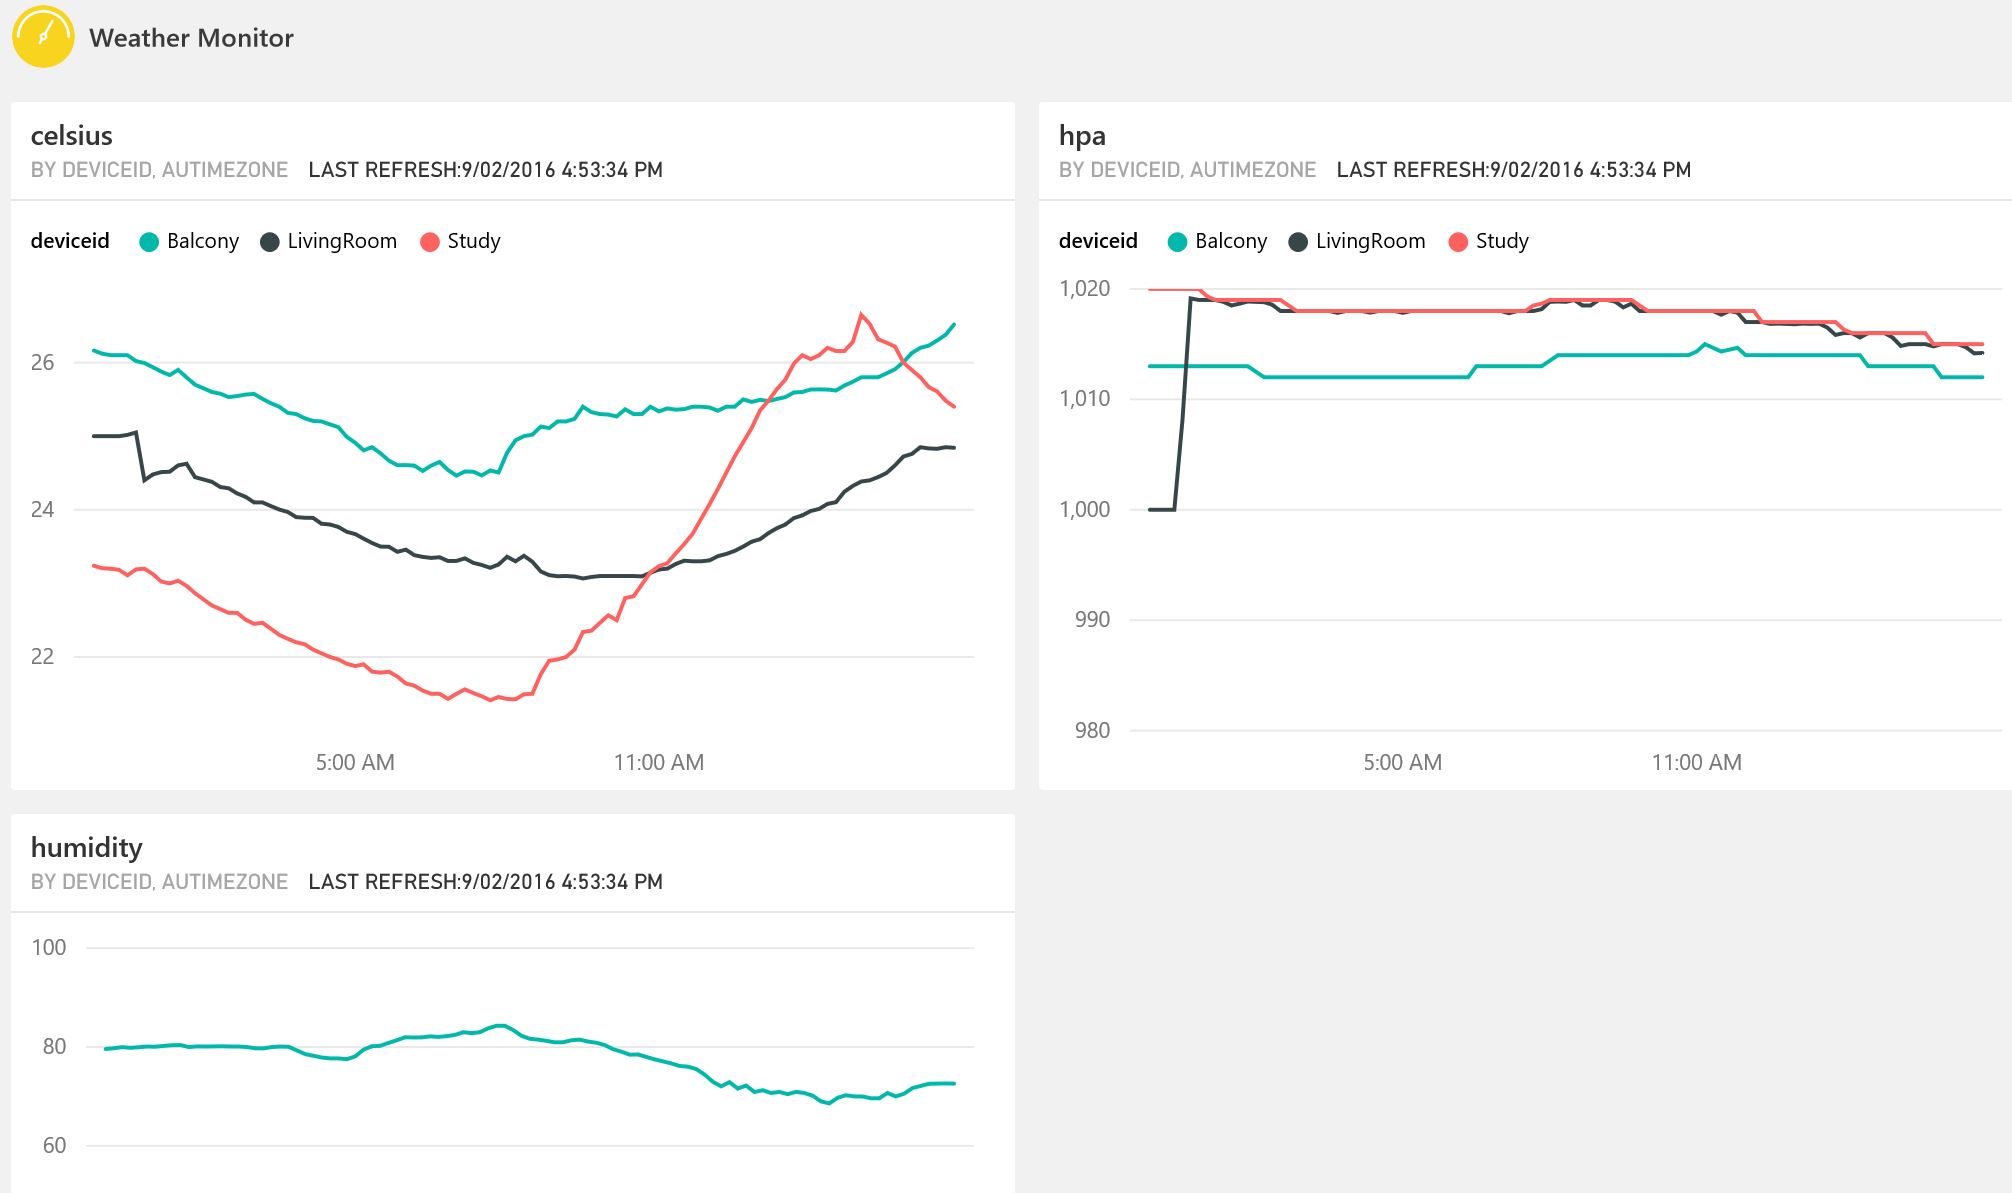 Weather Monitor
celsius
BY DEVICEID, AUTIMEZONE LAST REFRESH:9/02/2016 4:53:34 PM
deviceid Balcony LivingRoom Study
26
24
22
5:00 AM 11:00 AM
hpa
BY DEVICEID, AUTIMEZONE LAST REFRESH:9/02/2016 4:53:34 PM
deviceid Balcony LivingRoom Study
1,020
1,010
1,000
990
980
5:00 AM 11:00 AM
humidity
BY DEVICEID, AUTIMEZONE LAST REFRESH:9/02/2016 4:53:34 PM
100
80
60